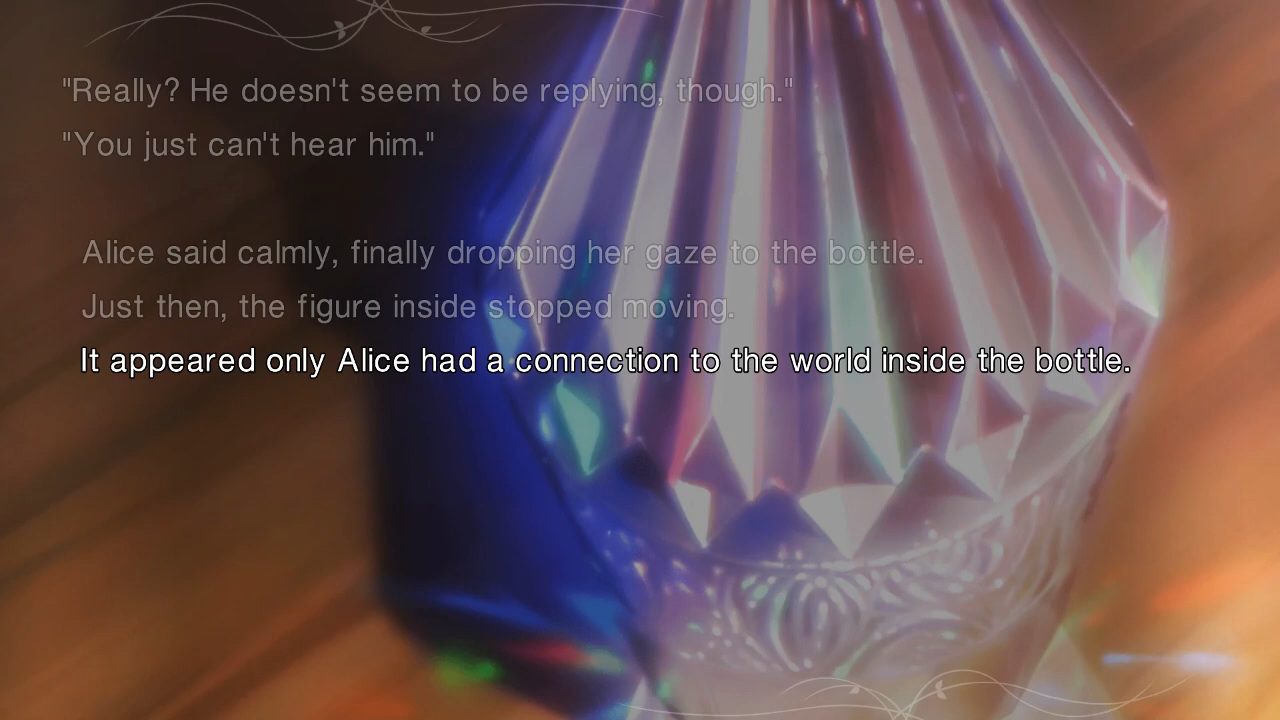 "Really? He doesn't seem to be replying, though."
"You just can't hear him."
Alice said calmly, finally dropping her gaze to the bottle.
Just then, the figure inside stopped moving.
It appeared only Alice had a connection to the world inside the bottle.